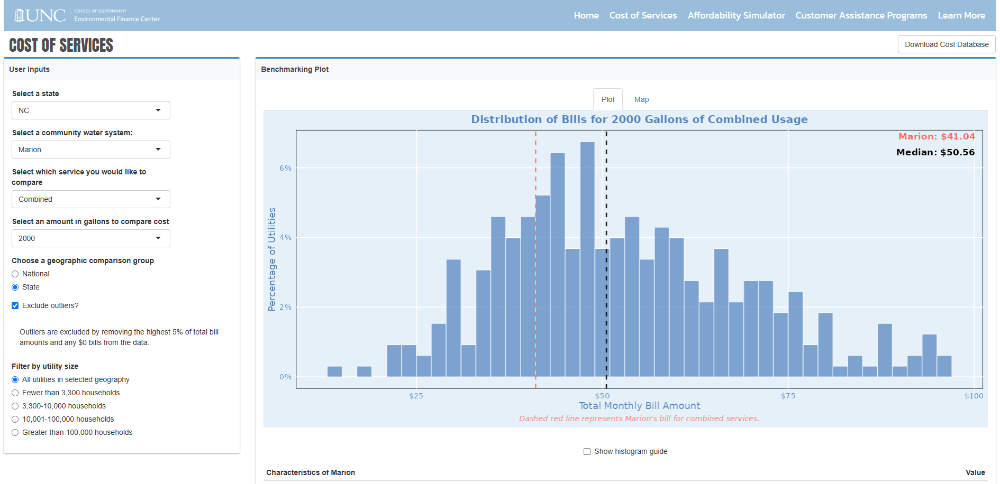 UNC
SCHOOL OF GOVERNMENT
Environmental Finance Center
Home
Cost of Services
Affordability Simulator
Customer Assistance Programs
Learn More
COST OF SERVICES
Download Cost Database
User Inputs
Select a state
NC
Select a community water system:
Marion
Select which service you would like to
compare
Combined
Select an amount in gallons to compare cost
2000
Choose a geographic comparison group
National
State
Exclude outliers?
Outliers are excluded by removing the highest 5% of total bill
amounts and any $0 bills from the data.
Filter by utility size
All utilities in selected geography
Fewer than 3,300 households
3,300-10,000 households
10,001-100,000 households
Greater than 100,000 households
Benchmarking Plot
Plot
Map
Distribution of Bills for 2000 Gallons of Combined Usage
Marion: $41.04
Median: $50.56
Percentage of Utilities
6%
4%
2%
0%
$25
$50
$75
$100
Total Monthly Bill Amount
Dashed red line represents Marion's bill for combined services.
Show histogram guide
Characteristics of Marion
Value